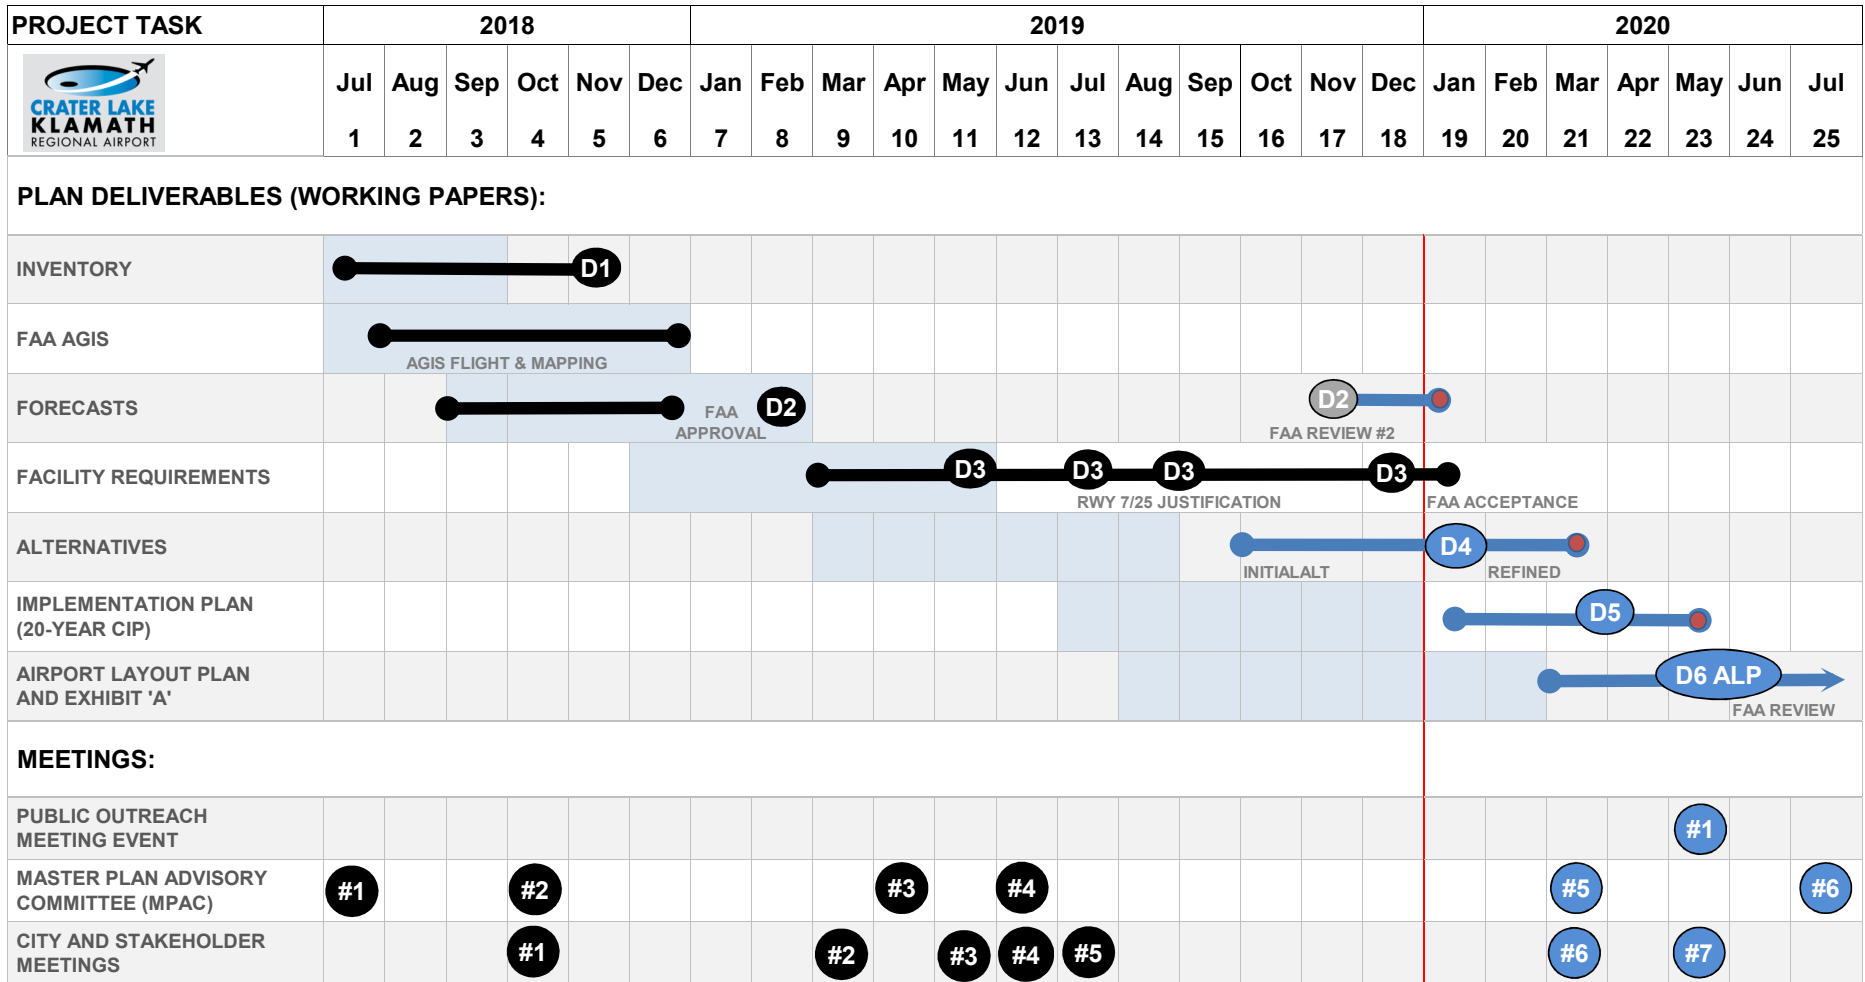 PROJECT TASK 2018 2019 2020
CRATER LAKE
KLAMATH
REGIONAL AIRPORT
Jul Aug Sep Oct Nov Dec Jan Feb Mar Apr May Jun Jul Aug Sep Oct Nov Dec Jan Feb Mar Apr May Jun Jul
1 2 3 4 5 6 7 8 9 10 11 12 13 14 15 16 17 18 19 20 21 22 23 24 25
PLAN DELIVERABLES (WORKING PAPERS):
INVENTORY D1
FAA AGIS
AGIS FLIGHT & MAPPING
FORECASTS D2 D2
FAA
APPROVAL
FAA REVIEW #2
FACILITY REQUIREMENTS D3 D3 D3 D3
RWY 7/25 JUSTIFICATION FAA ACCEPTANCE
ALTERNATIVES D4
INITIALALT REFINED
IMPLEMENTATION PLAN
(20-YEAR CIP)
D5
AIRPORT LAYOUT PLAN
AND EXHIBIT 'A'
D6 ALP
FAA REVIEW
MEETINGS:
PUBLIC OUTREACH
MEETING EVENT
#1
MASTER PLAN ADVISORY
COMMITTEE (MPAC)
#1 #2 #3 #4 #5 #6
CITY AND STAKEHOLDER
MEETINGS
#1 #2 #3 #4 #5 #6 #7